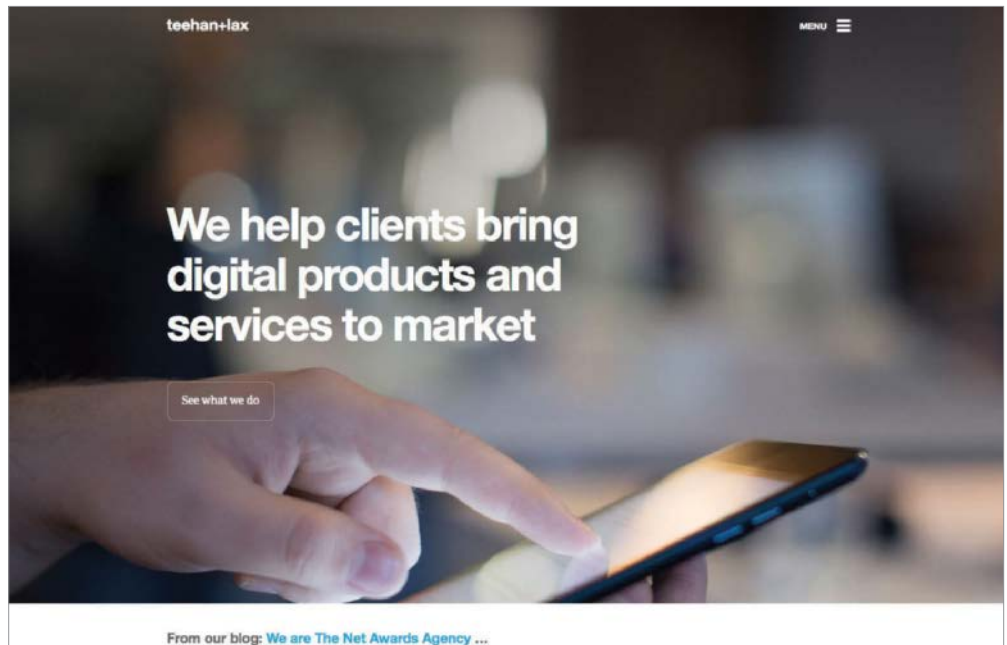 teehan+lax
MENU
We help clients bring
digital products and
services to market
See what we do
From our blog: We are The Net Awards Agency ...